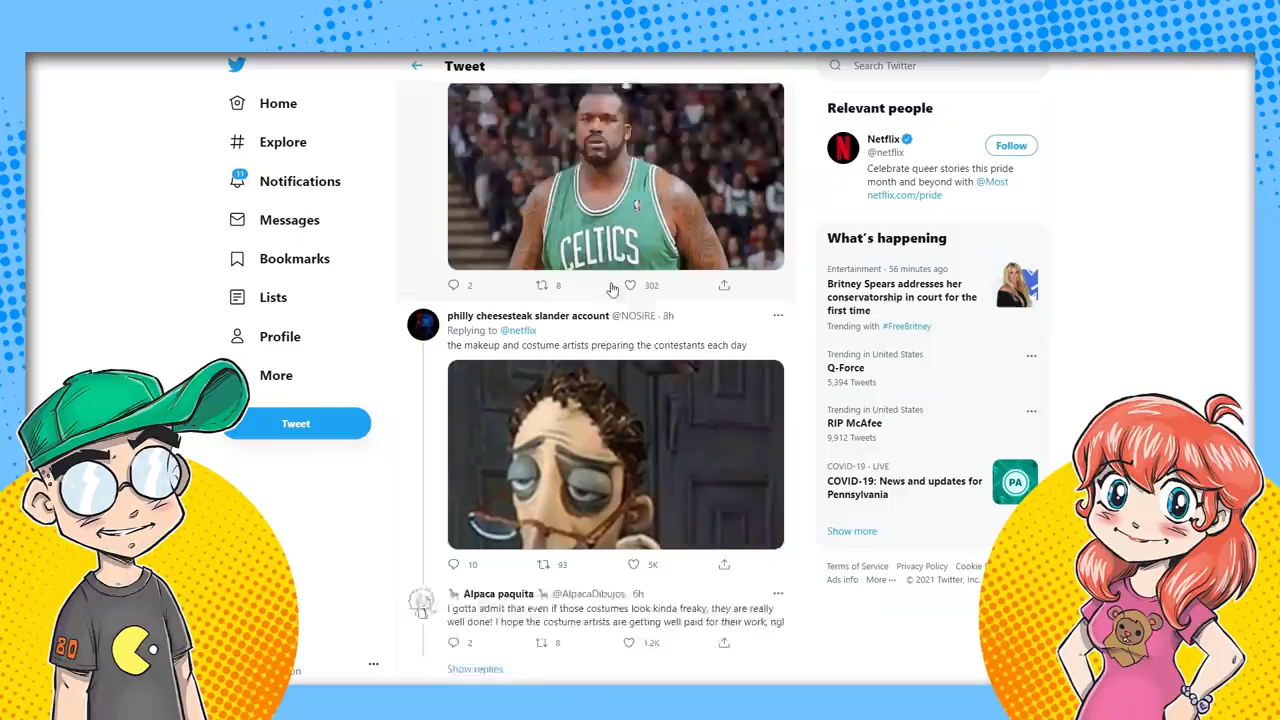 Tweet
Search Twitter
Home
Explore
11
Notifications
Messages
Bookmarks
Lists
Profile
More
Tweet
CELTICS
2 8 302
philly cheesesteak slander account @NOSiRE · 8h
Replying to @netflix
the makeup and costume artists preparing the contestants each day
10 93 5K
Alpaca paquita @AlpacaDibujos 6h
I gotta admit that even if those costumes look kinda freaky, they are really
well done! I hope the costume artists are getting well paid for their work, ngl
2 8 1.2K
Show replies
Relevant people
Netflix
@netflix
Follow
Celebrate queer stories this pride
month and beyond with @Most
netflix.com/pride
What's happening
Entertainment · 56 minutes ago
Britney Spears addresses her
conservatorship in court for the
first time
Trending with #FreeBritney
Trending in United States
Q-Force
5,394 Tweets
Trending in United States
RIP McAfee
9,912 Tweets
COVID-19 · LIVE
COVID-19: News and updates for
Pennsylvania
PA
Show more
Terms of Service Privacy Policy Cookie
Ads info More © 2021 Twitter, Inc.
80